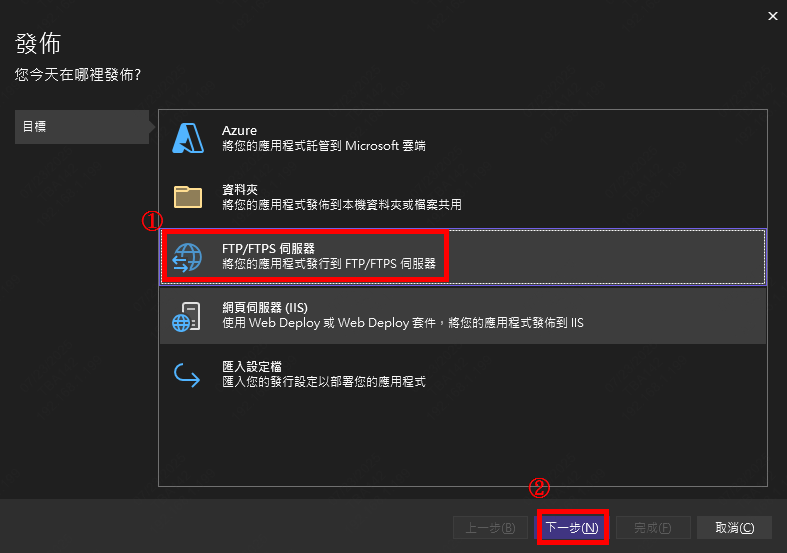 發佈
您今天在哪裡發佈?
目標
Azure
將您的應用程式託管到 Microsoft 雲端
資料夾
將您的應用程式發佈到本機資料夾或檔案共用
①
FTP/FTPS 伺服器
將您的應用程式發行到 FTP/FTPS 伺服器
網頁伺服器 (IIS)
使用 Web Deploy 或 Web Deploy 套件，將您的應用程式發佈到 IIS
匯入設定檔
匯入您的發行設定以部署您的應用程式
②
上一步(B)
下一步(N)
完成(F)
取消(C)